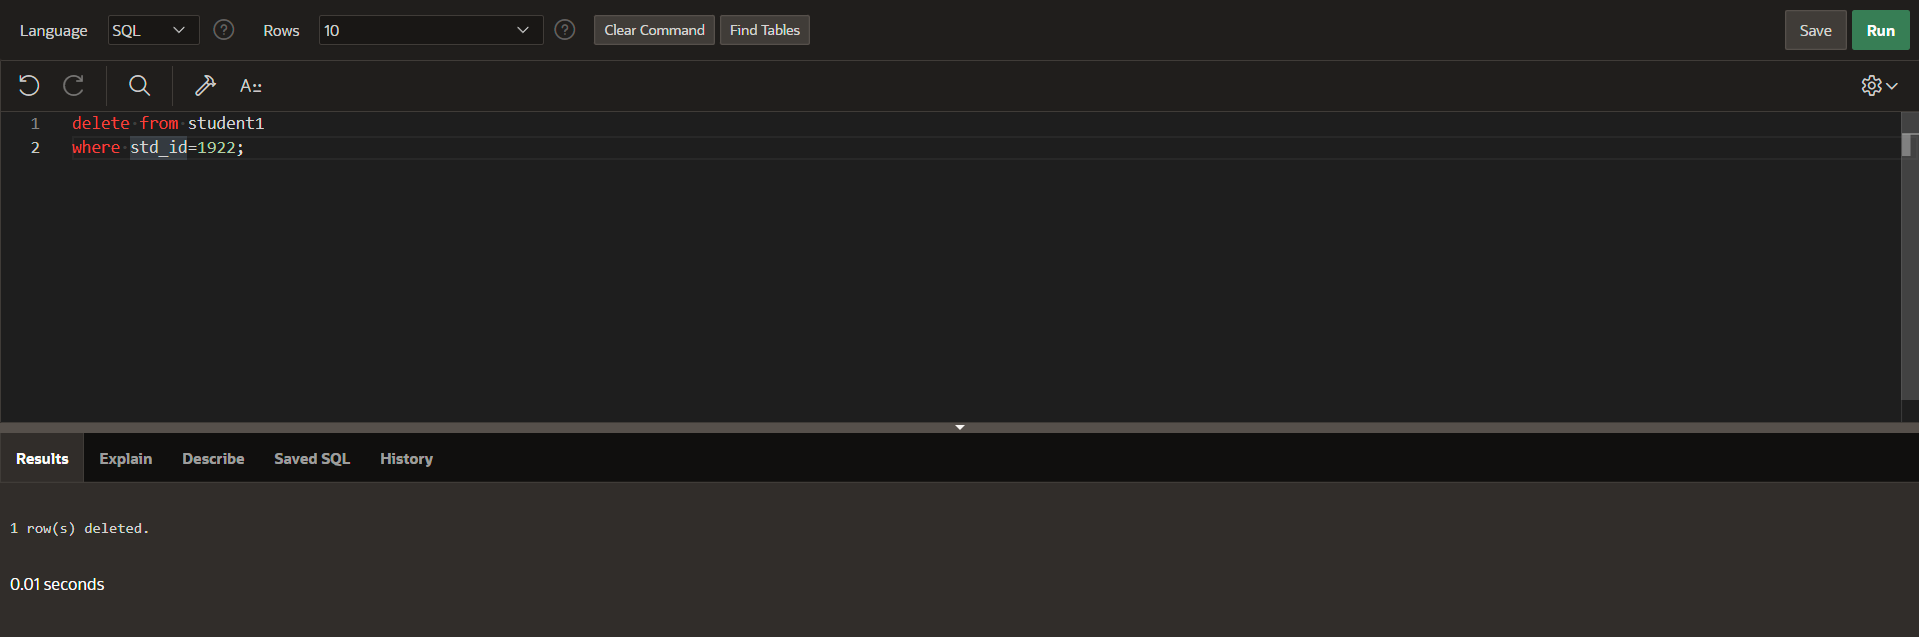 Language SQL ? Rows 10 ? Clear Command Find Tables Save Run
A::
1 delete from student1
2 where std_id=1922;
Results Explain Describe Saved SQL History
1 row(s) deleted.
0.01 seconds